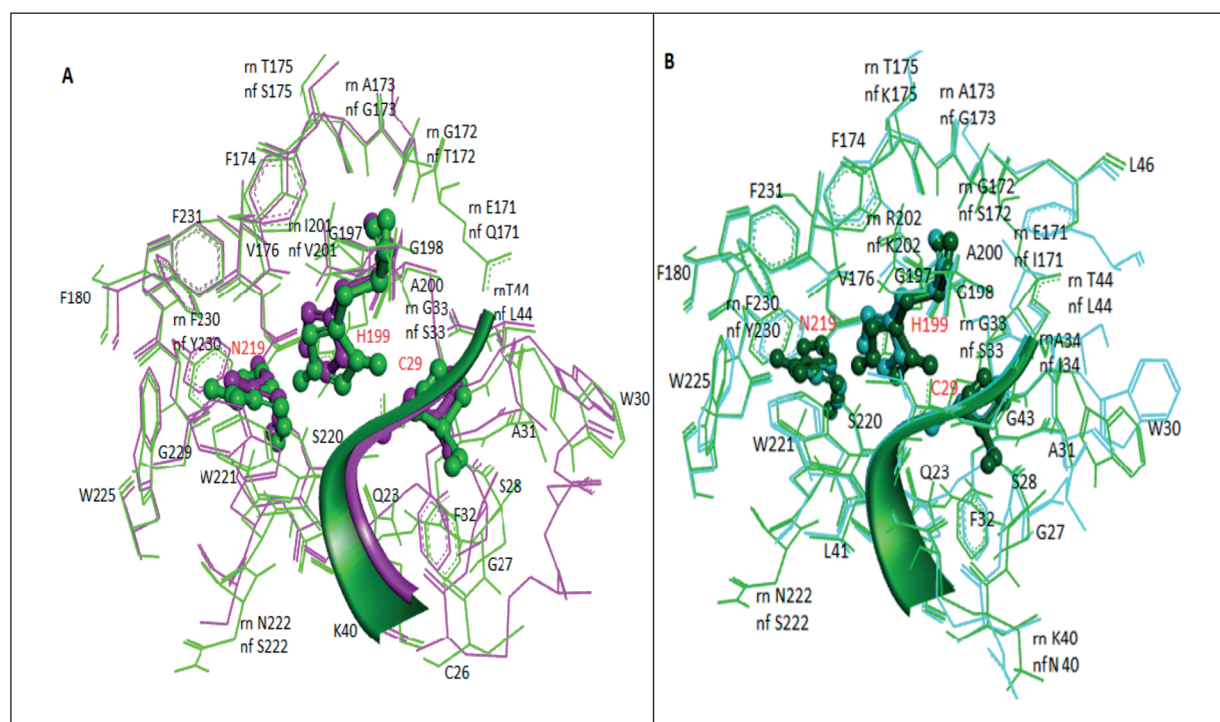 A
rn T175
nf S175
rn A173
nf G173
rn G172
nf T172
F174
rn E171
nf Q171
F231
rn I201
nf V201
G197
V176
G198
A200
rnT44
nf L44
F180
rn G33
nf S33
rn F230
nf Y230
H199
N219
C29
W30
A31
S220
G229
W221
W225
Q23
S28
F32
G27
rn N222
nf S222
K40
C26
B
rn T175
nf K175
rn A173
nf G173
F174
L46
rn G172
nf S172
F231
rn R202
nf K202
rn E171
nf I171
A200
V176
G197
G198
F180
rn T44
nf L44
rn F230
nf Y230
N219
H199
rn G33
nf S33
rnA34
nf I34
W225
C29
G43
S220
W221
A31
W30
Q23
S28
F32
G27
L41
rn N222
nf S222
rn K40
nfN40